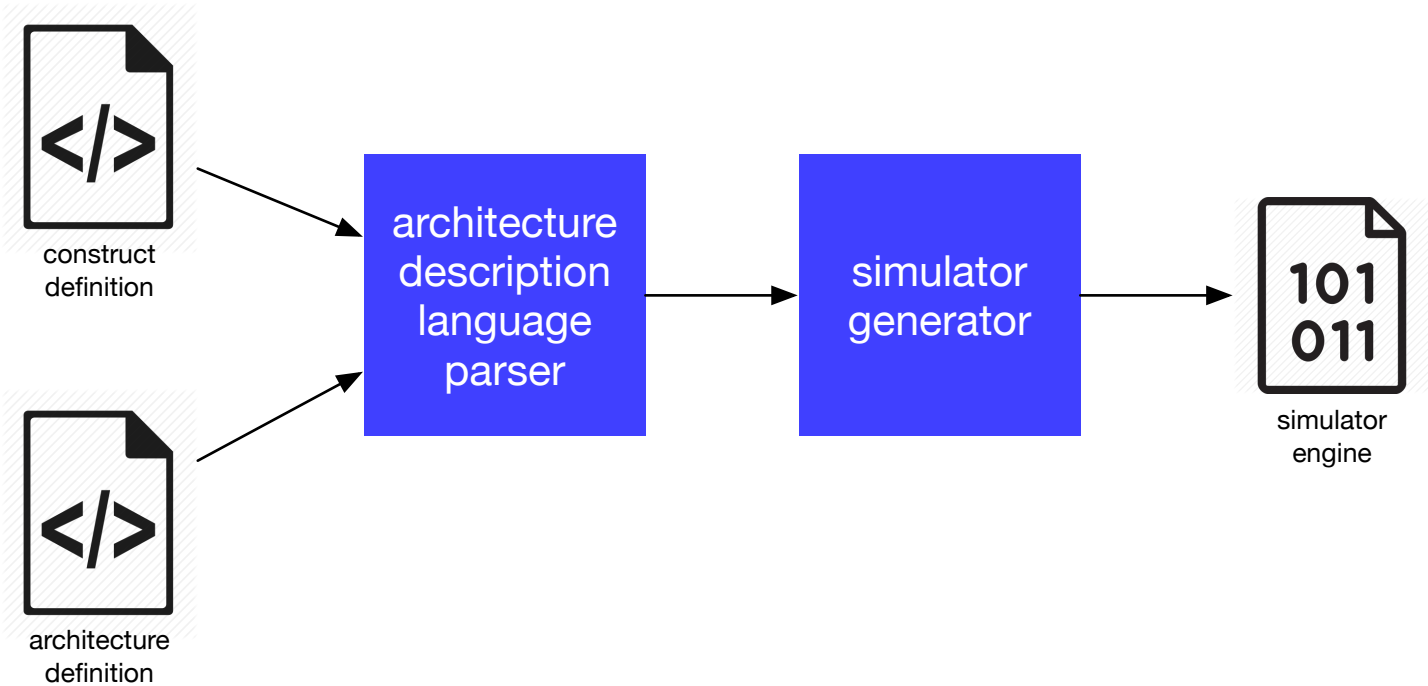 </>
construct
definition
</>
architecture
definition
architecture
description
language
parser
simulator
generator
101
011
simulator
engine